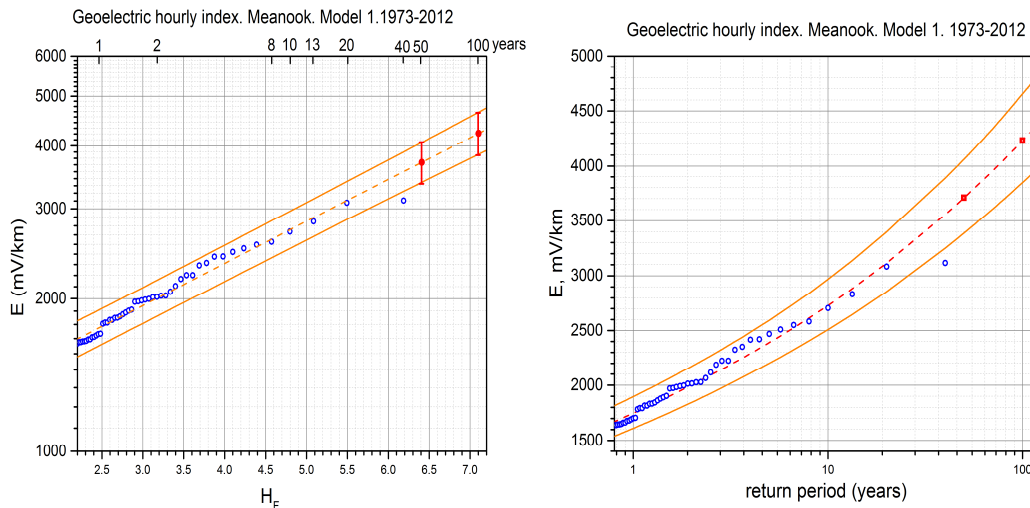 Geoelectric hourly index. Meanook. Model 1.1973-2012
1 2 8 10 13 20 40 50 100 years
6000
5000
4000
3000
2000
1000
E (mV/km)
2.5 3.0 3.5 4.0 4.5 5.0 5.5 6.0 6.5 7.0
H_F
Geoelectric hourly index. Meanook. Model 1. 1973-2012
5000
4500
4000
3500
3000
2500
2000
1500
E, mV/km
1 10 100
return period (years)